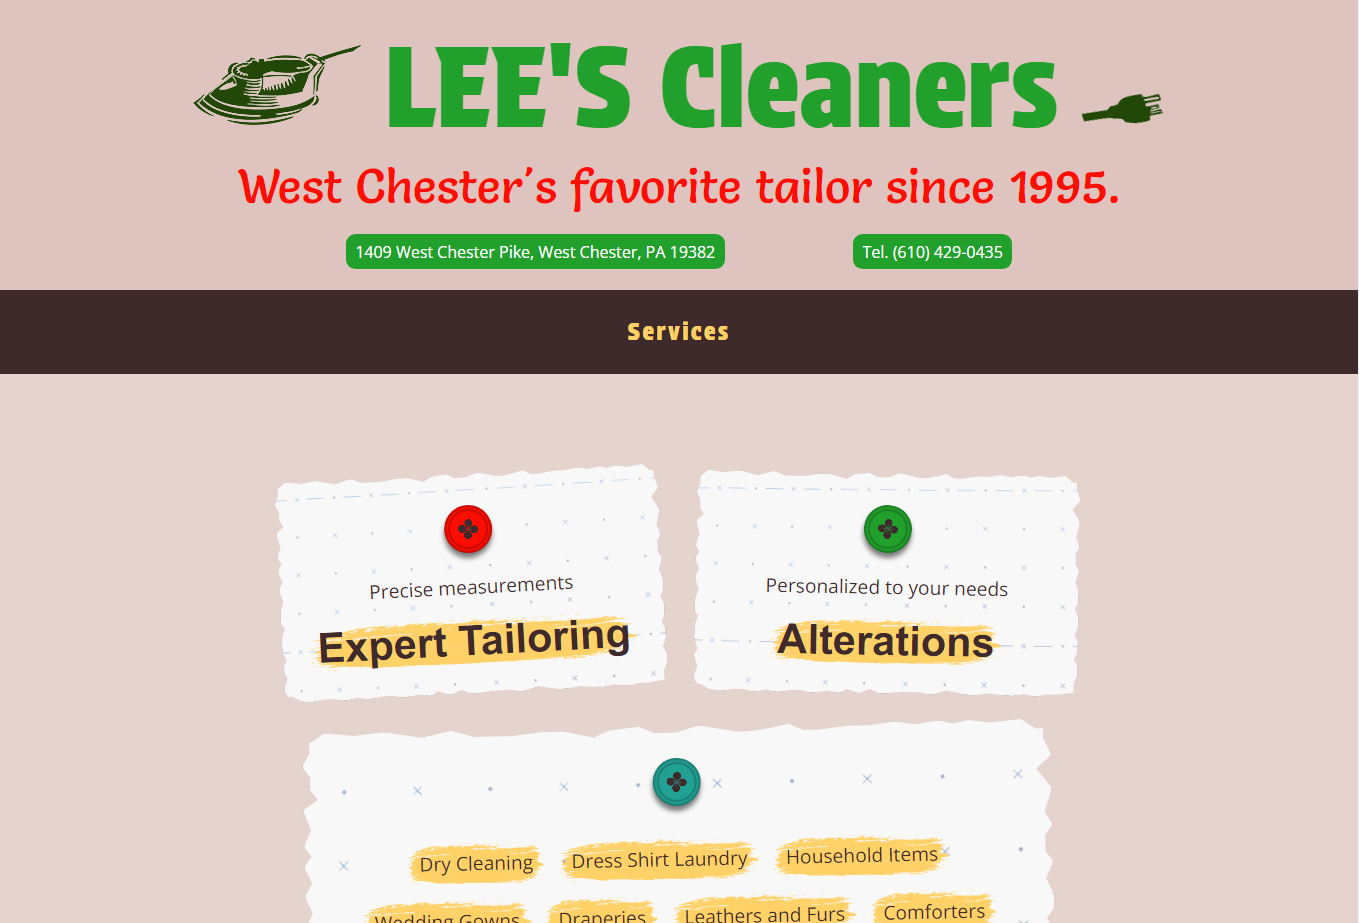 LEE'S Cleaners
West Chester's favorite tailor since 1995.
1409 West Chester Pike, West Chester, PA 19382
Tel. (610) 429-0435
Services
Precise measurements
Expert Tailoring
Personalized to your needs
Alterations
Dry Cleaning
Dress Shirt Laundry
Household Items
Wedding Gowns
Draperies
Leathers and Furs
Comforters